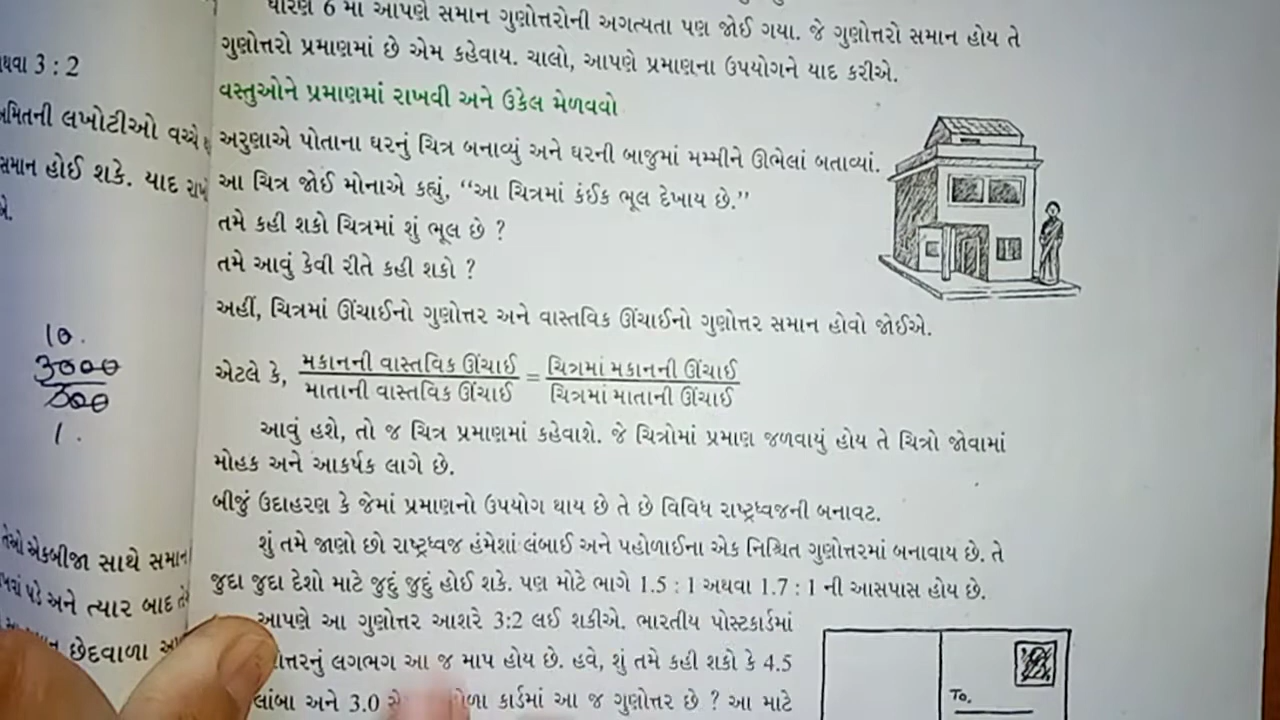 ધોરણ 6 માં આપણે સમાન ગુણોત્તરોની અગત્યતા પણ જોઈ ગયા. જે ગુણોત્તરો સમાન હોય તે
ગુણોત્તરો પ્રમાણમાં છે એમ કહેવાય. ચાલો, આપણે પ્રમાણના ઉપયોગને યાદ કરીએ.
વસ્તુઓને પ્રમાણમાં રાખવી અને ઉકેલ મેળવવો
અરુણાએ પોતાના ઘરનું ચિત્ર બનાવ્યું અને ઘરની બાજુમાં મમ્મીને ઊભેલાં બતાવ્યાં.
આ ચિત્ર જોઈ મોનાએ કહ્યું, “આ ચિત્રમાં કંઈક ભૂલ દેખાય છે.”
તમે કહી શકો ચિત્રમાં શું ભૂલ છે ?
તમે આવું કેવી રીતે કહી શકો ?
અહીં, ચિત્રમાં ઊંચાઈનો ગુણોત્તર અને વાસ્તવિક ઊંચાઈનો ગુણોત્તર સમાન હોવો જોઈએ.
એટલે કે, મકાનની વાસ્તવિક ઊંચાઈ / માતાની વાસ્તવિક ઊંચાઈ = ચિત્રમાં મકાનની ઊંચાઈ / ચિત્રમાં માતાની ઊંચાઈ
આવું હશે, તો જ ચિત્ર પ્રમાણમાં કહેવાશે. જે ચિત્રોમાં પ્રમાણ જળવાયું હોય તે ચિત્રો જોવામાં
મોહક અને આકર્ષક લાગે છે.
બીજું ઉદાહરણ કે જેમાં પ્રમાણનો ઉપયોગ થાય છે તે છે વિવિધ રાષ્ટ્રધ્વજની બનાવટ.
શું તમે જાણો છો રાષ્ટ્રધ્વજ હંમેશાં લંબાઈ અને પહોળાઈના એક નિશ્ચિત ગુણોત્તરમાં બનાવાય છે. તે
જુદા જુદા દેશો માટે જુદું જુદું હોઈ શકે. પણ મોટે ભાગે 1.5 : 1 અથવા 1.7 : 1 ની આસપાસ હોય છે.
આપણે આ ગુણોત્તર આશરે 3:2 લઈ શકીએ. ભારતીય પોસ્ટકાર્ડમાં
લગભગ આ જ માપ હોય છે. હવે, શું તમે કહી શકો કે 4.5
લાંબા અને 3.0 કાર્ડમાં આ જ ગુણોત્તર છે ? આ માટે
To,
3 : 2
લખોટીઓ વચ્ચે
સમાન હોઈ શકે. યાદ
10
3000
300
1
એકબીજા સાથે સમાન
અને ત્યાર બાદ
છેદવાળા